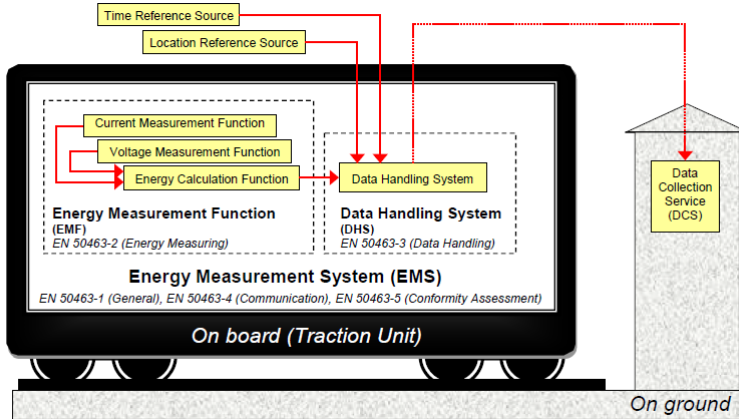 Time Reference Source
Location Reference Source
Current Measurement Function
Voltage Measurement Function
Energy Calculation Function
Data Handling System
Energy Measurement Function
(EMF)
EN 50463-2 (Energy Measuring)
Data Handling System
(DHS)
EN 50463-3 (Data Handling)
Energy Measurement System (EMS)
EN 50463-1 (General), EN 50463-4 (Communication), EN 50463-5 (Conformity Assessment)
On board (Traction Unit)
Data
Collection
Service
(DCS)
On ground